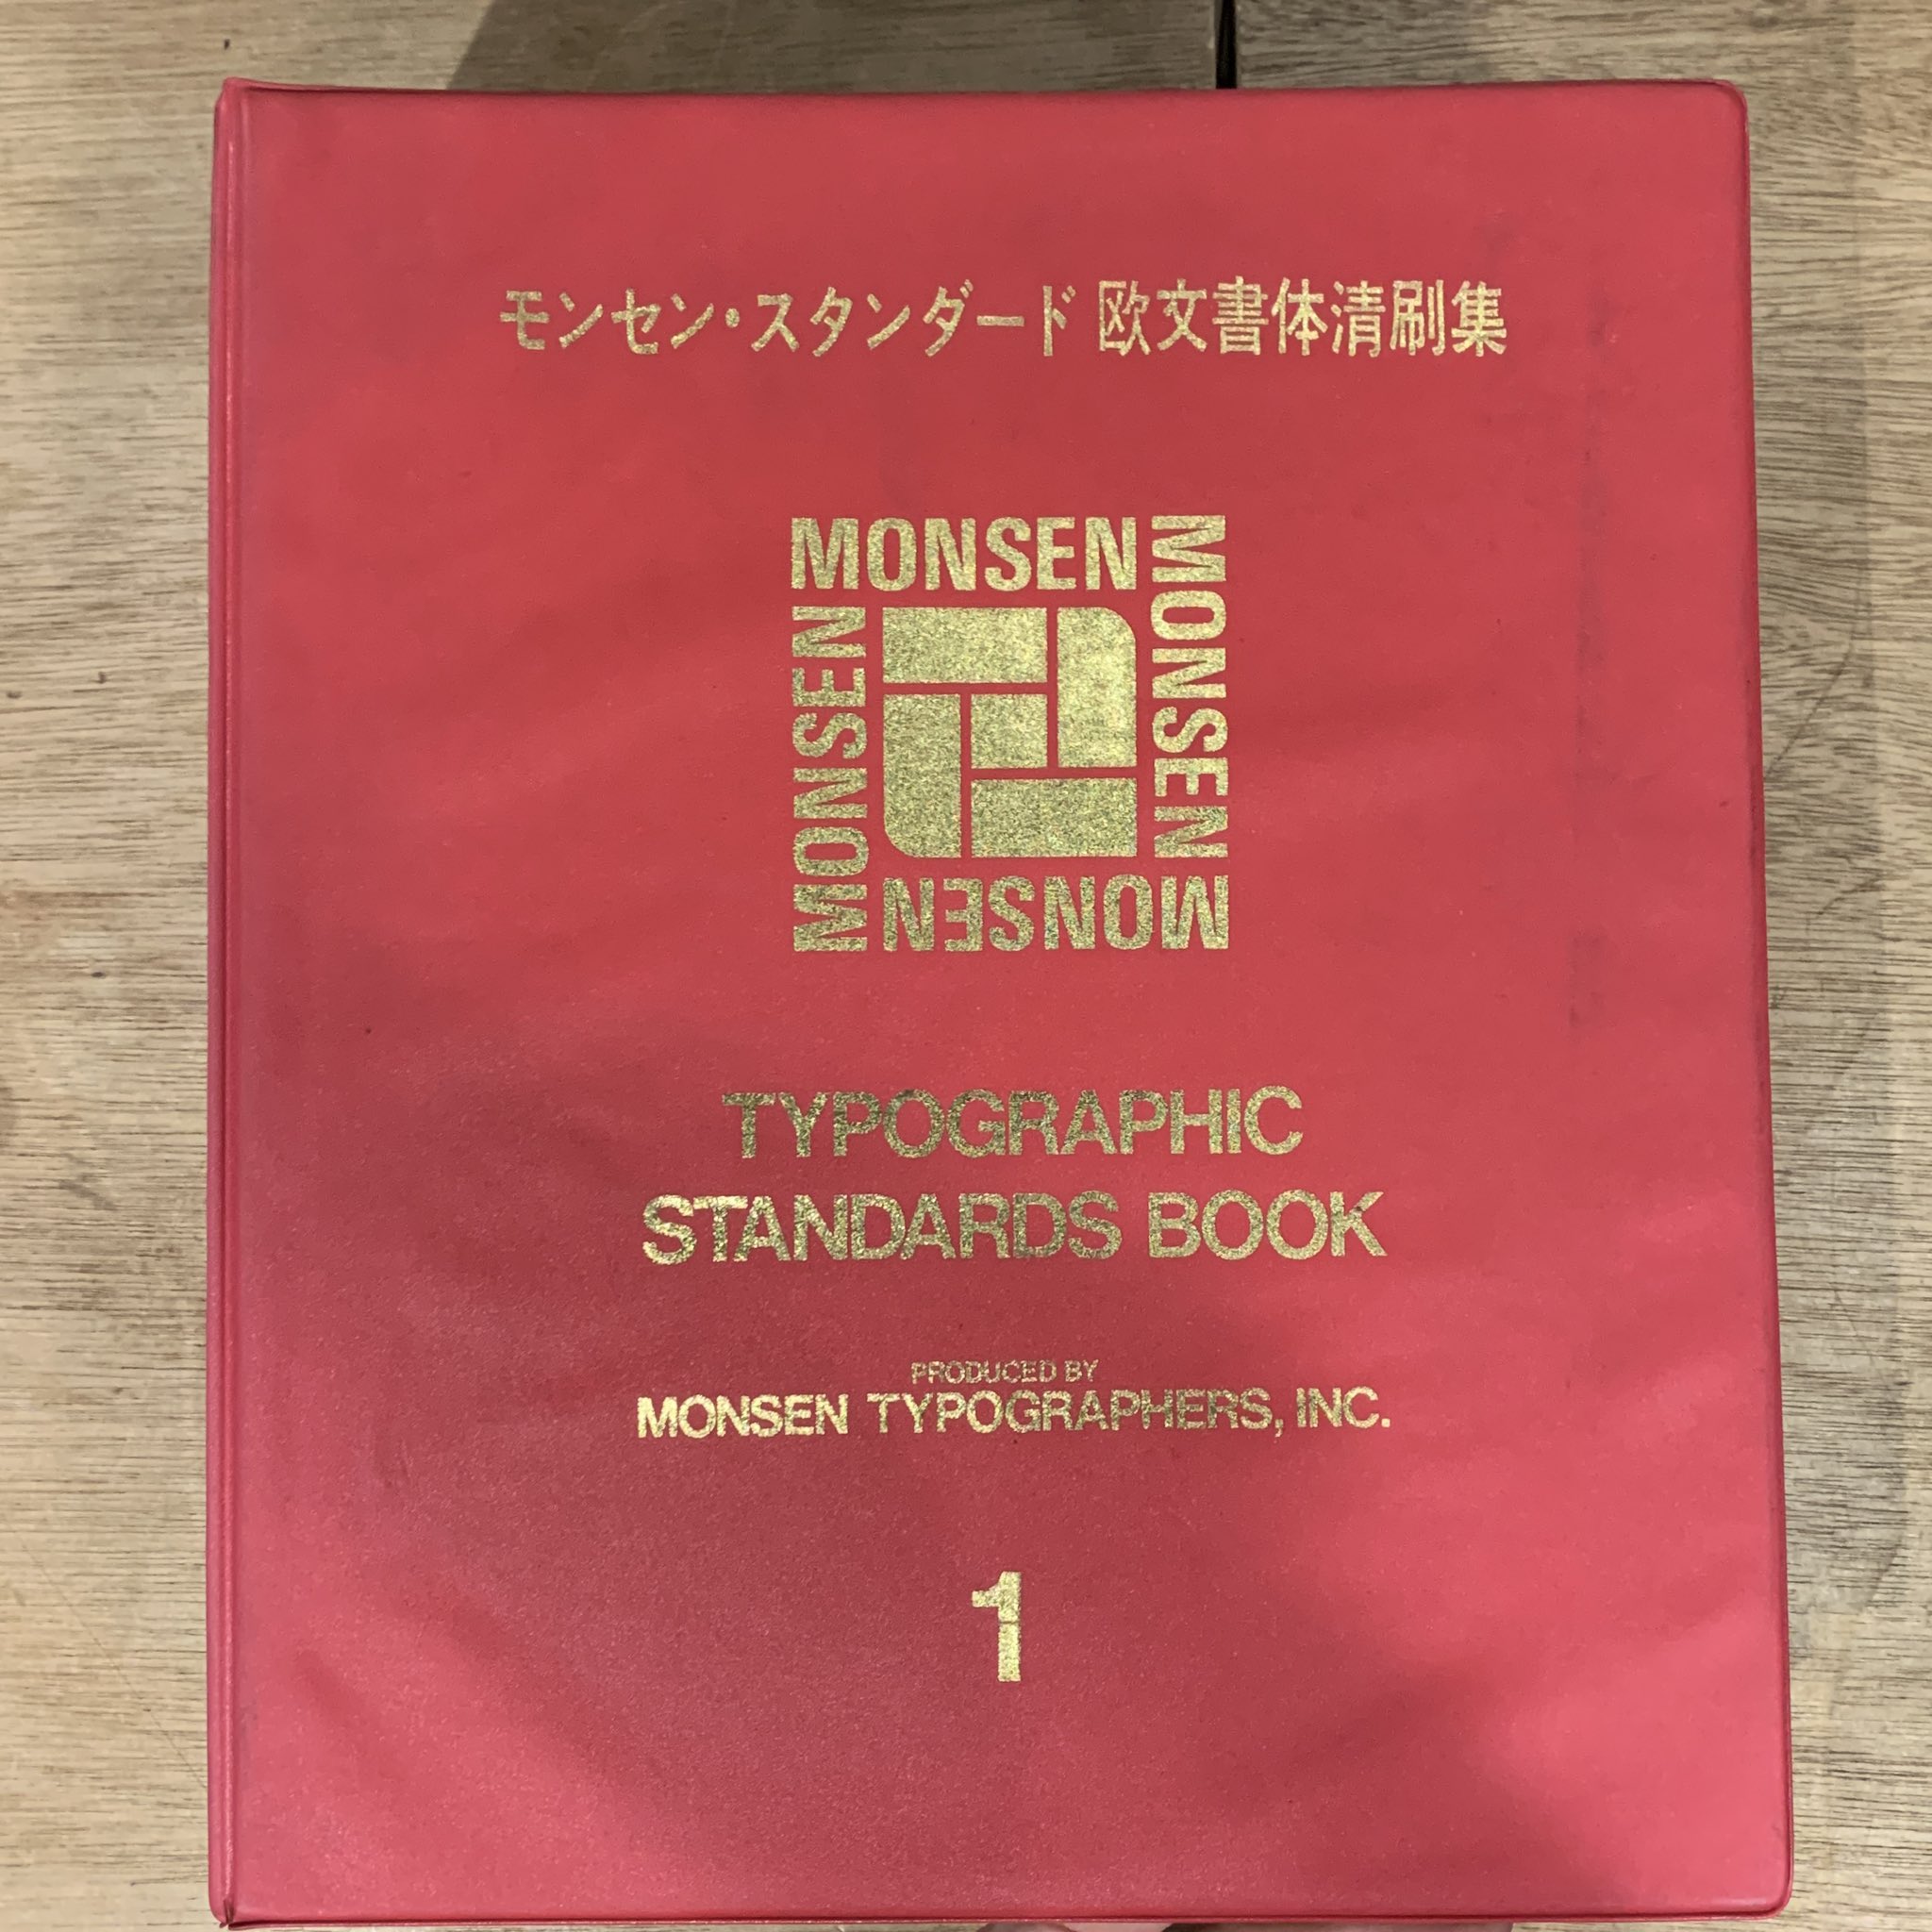 モンセン・スタンダード 欧文書体清刷集
MONSEN
MONSEN
MONSEN
MONSEN
TYPOGRAPHIC
STANDARDS BOOK
PRODUCED BY
MONSEN TYPOGRAPHERS, INC.
1